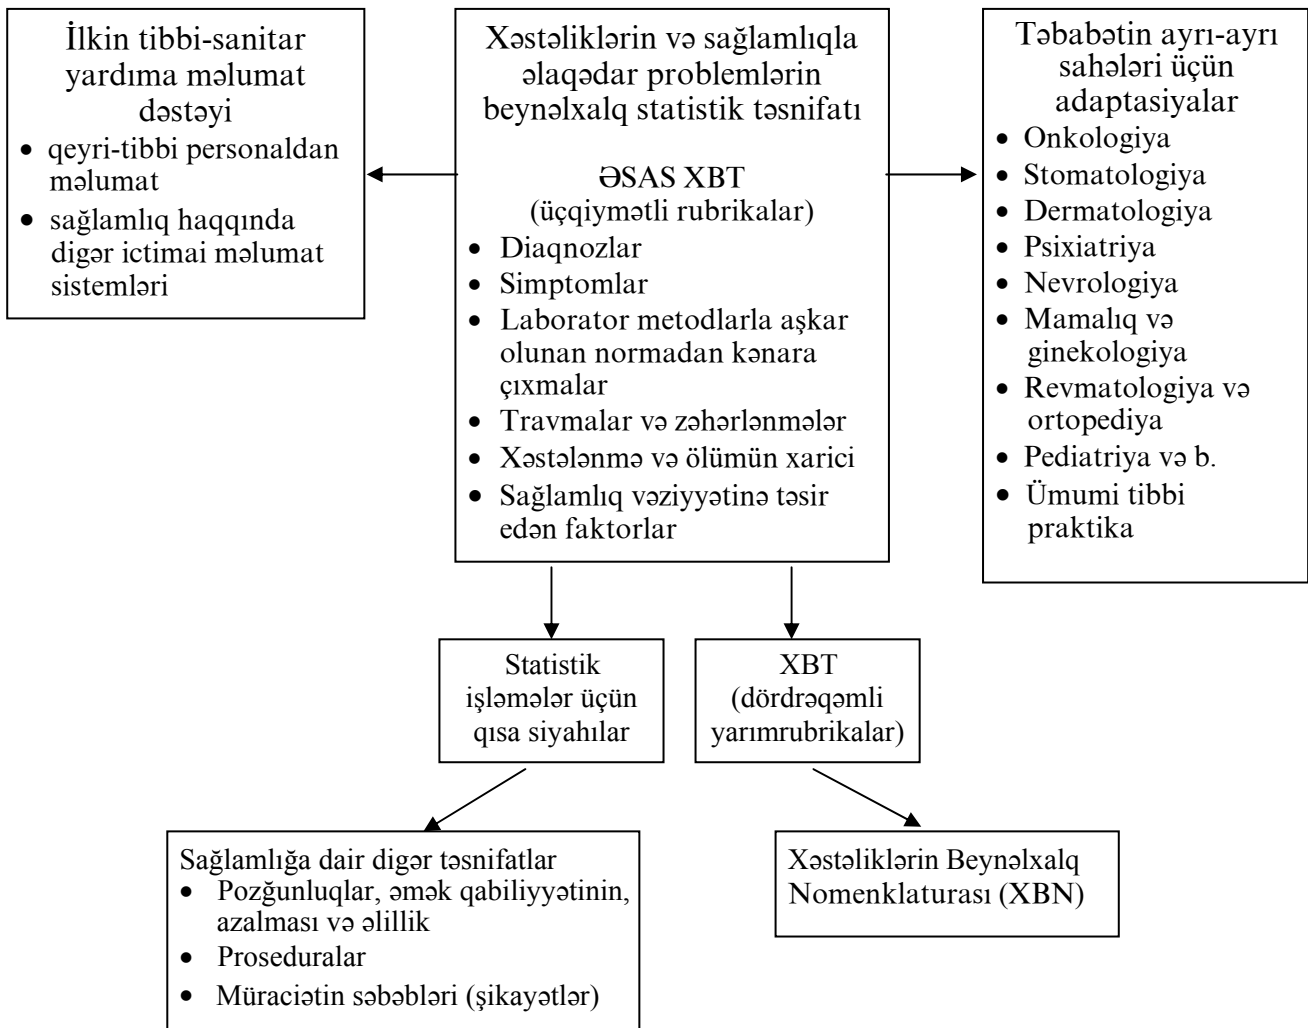 İlkin tibbi-sanitar
yardıma məlumat
dəstəyi
• qeyri-tibbi personaldan
məlumat
• sağlamlıq haqqında
digər ictimai məlumat
sistemləri
Xəstəliklərin və sağlamlıqla
əlaqədar problemlərin
beynəlxalq statistik təsnifatı
ƏSAS XBT
(üçqiymətli rubrikalar)
• Diaqnozlar
• Simptomlar
• Laborator metodlarla aşkar
olunan normadan kənara
çıxmalar
• Travmalar və zəhərlənmələr
• Xəstələnmə və ölümün xarici
• Sağlamlıq vəziyyətinə təsir
edən faktorlar
Təbabətin ayrı-ayrı
sahələri üçün
adaptasiyalar
• Onkologiya
• Stomatologiya
• Dermatologiya
• Psixiatriya
• Nevrologiya
• Mamalıq və
ginekologiya
• Revmatologiya və
ortopediya
• Pediatriya və b.
• Ümumi tibbi
praktika
Statistik
işləmələr üçün
qısa siyahılar
XBT
(dördrəqəmli
yarımrubrikalar)
Sağlamlığa dair digər təsnifatlar
• Pozğunluqlar, əmək qabiliyyətinin,
azalması və əlillik
• Proseduralar
• Müraciətin səbəbləri (şikayətlər)
Xəstəliklərin Beynəlxalq
Nomenklaturası (XBN)